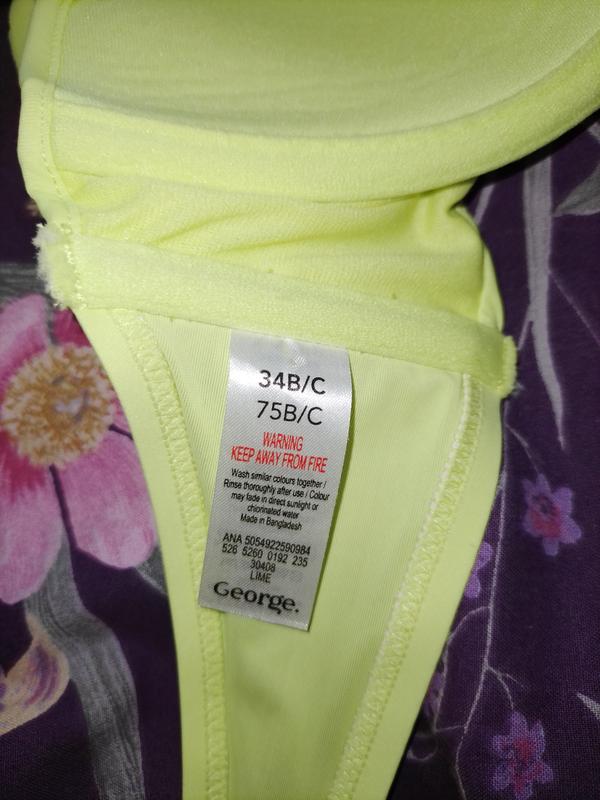 34B/C
75B/C
WARNING
KEEP AWAY FROM FIRE
Wash similar colours together /
Rinse thoroughly after use / Colour
may fade in direct sunlight or
chlorinated water
Made in Bangladesh
ANA 5054922590984
526 5260 0192 235
30408
LIME
George.